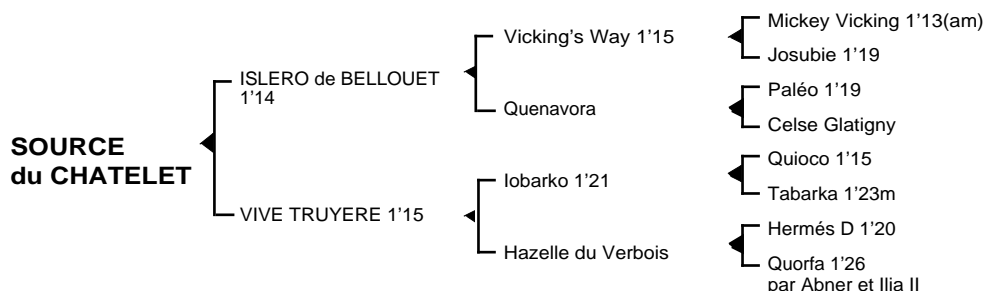 SOURCE
du CHATELET
ISLERO de BELLOUET
1’14
VIVE TRUYERE 1’15
Vicking's Way 1’15
Quenavora
Iobarko 1’21
Hazelle du Verbois
Mickey Vicking 1’13(am)
Josubie 1’19
Paléo 1’19
Celse Glatigny
Quioco 1’15
Tabarka 1’23m
Hermés D 1’20
Quorfa 1’26
par Abner et Ilia II